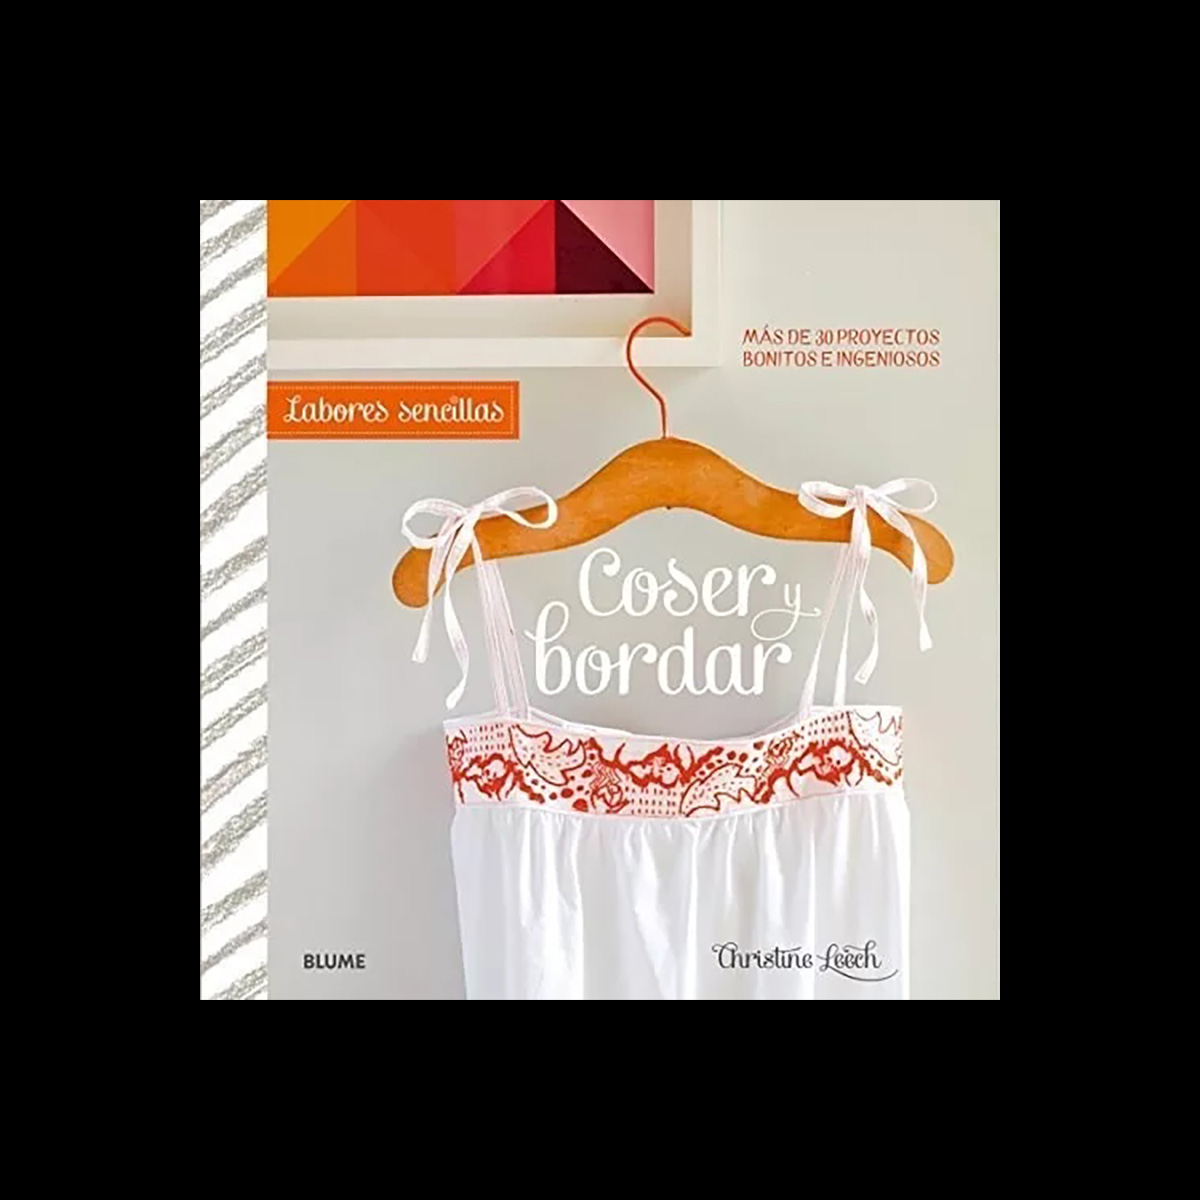 MÁS DE 30 PROYECTOS
BONITOS E INGENIOSOS
Labores sencillas
Coser y
bordar
BLUME
Christine Leech